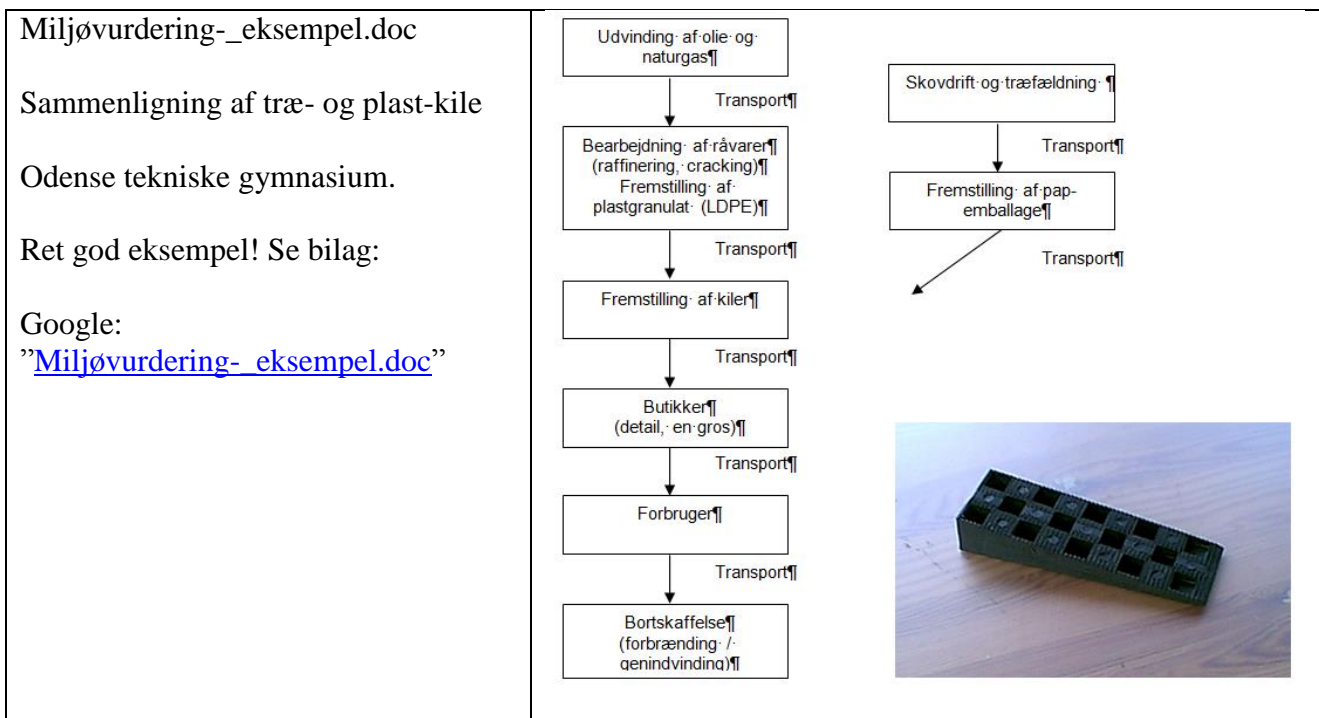 Miljøvurdering-_eksempel.doc
Sammenligning af træ- og plast-kile
Odense tekniske gymnasium.
Ret god eksempel! Se bilag:
Google:
”Miljøvurdering-_eksempel.doc”
Udvinding· af·olie·og·
naturgas¶
Transport¶
Bearbejdning· af·råvarer¶
(raffinering,·cracking)¶
Fremstilling· af·
plastgranulat· (LDPE)¶
Transport¶
Fremstilling· af·kiler¶
Transport¶
Butikker¶
(detail,·en·gros)¶
Transport¶
Forbruger¶
Transport¶
Bortskaffelse¶
(forbrænding· /·
genindvinding)¶
Skovdrift·og·træfældning· ¶
Transport¶
Fremstilling· af·pap-
emballage¶
Transport¶